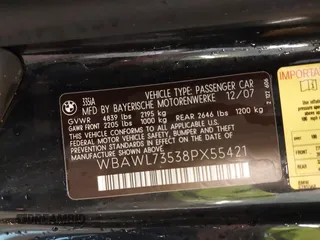 335iA
VEHICLE TYPE: PASSENGER CAR
MFG BY BAYERISCHE MOTORENWERKE 12/07
GVWR 4839 LBS 2195 KG
GAWR FRONT 2205 LBS 1000 KG REAR 2646 LBS 1200 KG
THIS VEHICLE CONFORMS TO ALL APPLICABLE
FEDERAL MOTOR VEHICLE SAFETY, BUMPER,
AND THEFT PREVENTION STANDARDS
IN EFFECT ON THE DATE OF
MANUFACTURE SHOWN ABOVE.
WBAWL73538PX55421
IMPORTA